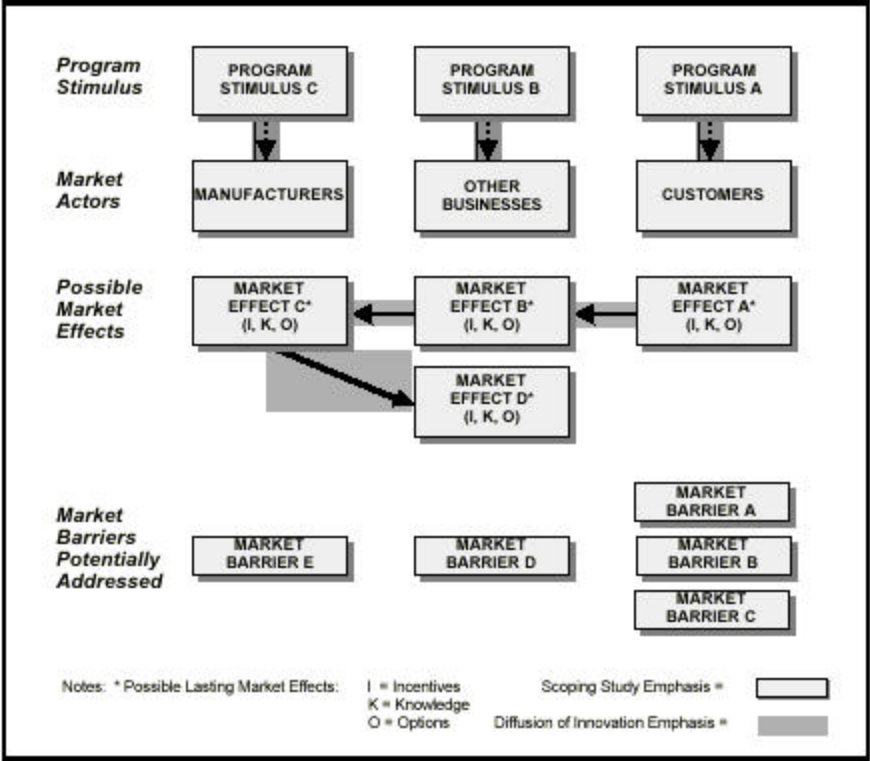 Program
Stimulus
PROGRAM
STIMULUS C
PROGRAM
STIMULUS B
PROGRAM
STIMULUS A
Market
Actors
MANUFACTURERS
OTHER
BUSINESSES
CUSTOMERS
Possible
Market
Effects
MARKET
EFFECT C*
(I, K, O)
MARKET
EFFECT B*
(I, K, O)
MARKET
EFFECT A*
(I, K, O)
MARKET
EFFECT D*
(I, K, O)
Market
Barriers
Potentially
Addressed
MARKET
BARRIER E
MARKET
BARRIER D
MARKET
BARRIER A
MARKET
BARRIER B
MARKET
BARRIER C
Notes: * Possible Lasting Market Effects:
I = Incentives
K = Knowledge
O = Options
Scoping Study Emphasis =
Diffusion of Innovation Emphasis =